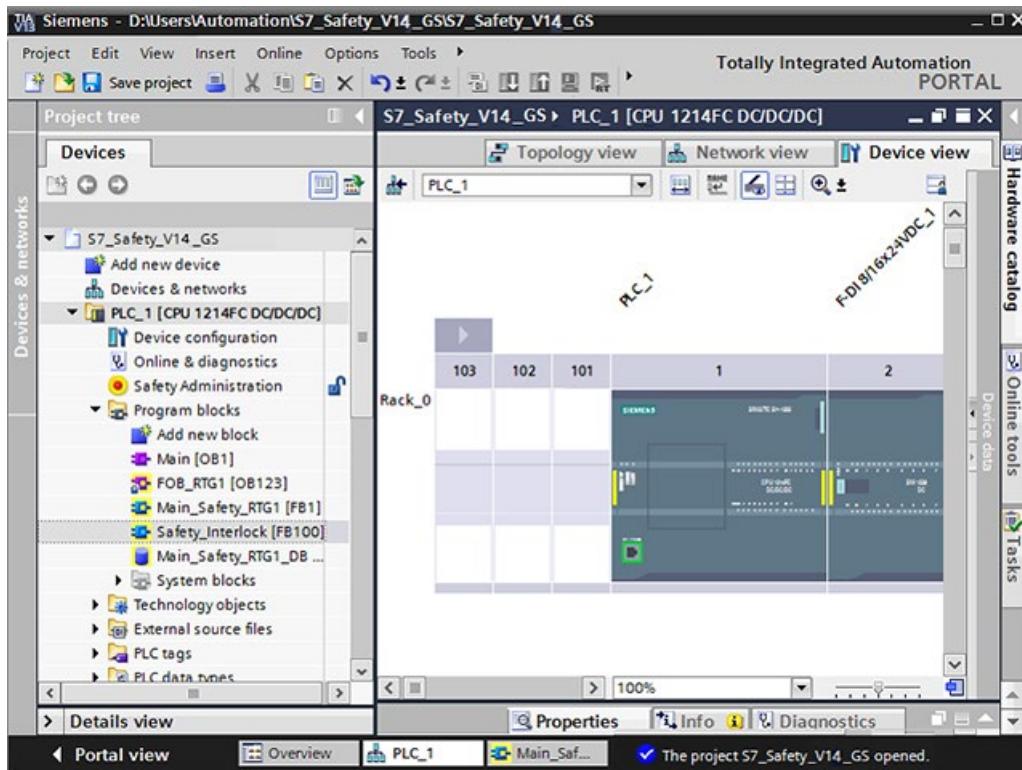 Siemens - D:\Users\Automation\S7_Safety_V14_GS\S7_Safety_V14_GS
Project Edit View Insert Online Options Tools
Totally Integrated Automation
PORTAL
Save project
Project tree
S7_Safety_V14_GS PLC_1 [CPU 1214FC DC/DC/DC]
Devices
Topology view
Network view
Device view
PLC_1
Devices & networks
S7_Safety_V14_GS
Add new device
Devices & networks
PLC_1 [CPU 1214FC DC/DC/DC]
Device configuration
Online & diagnostics
Safety Administration
Program blocks
Add new block
Main [OB1]
FOB_RTG1 [OB123]
Main_Safety_RTG1 [FB1]
Safety_Interlock [FB100]
Main_Safety_RTG1_DB ...
System blocks
Technology objects
External source files
PLC tags
PLC data types
PLC_1
F-DI 8/16x24VDC_1
103 102 101 1 2
Rack_0
SIEMENS
Device data
Hardware catalog
Online tools
Tasks
100%
Details view
Properties
Info
Diagnostics
Portal view
Overview
PLC_1
Main_Saf...
The project S7_Safety_V14_GS opened.